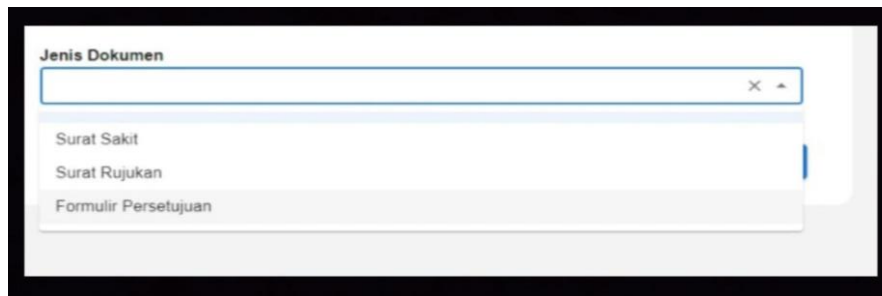 Jenis Dokumen
Surat Sakit
Surat Rujukan
Formulir Persetujuan